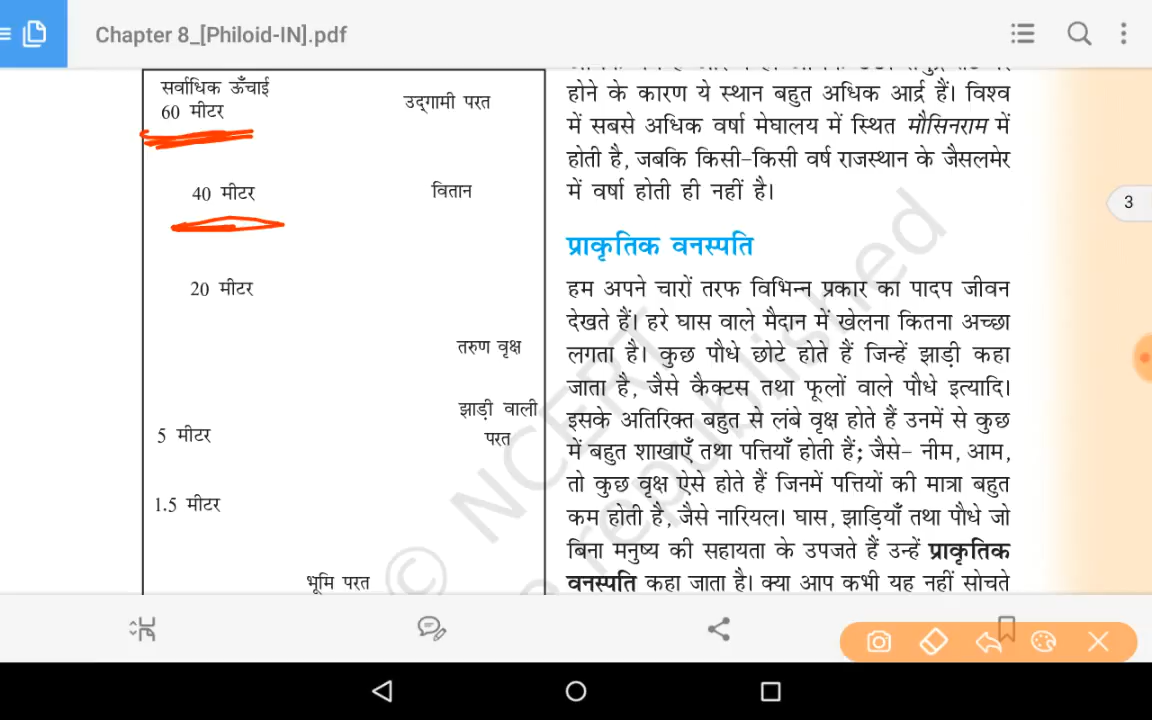 Chapter 8_[Philoid-IN].pdf
सर्वाधिक ऊँचाई
60 मीटर
उद्गामी परत
40 मीटर
वितान
20 मीटर
तरुण वृक्ष
झाड़ी वाली
परत
5 मीटर
1.5 मीटर
भूमि परत
होने के कारण ये स्थान बहुत अधिक आर्द्र हैं। विश्व
में सबसे अधिक वर्षा मेघालय में स्थित मौसिनराम में
होती है, जबकि किसी-किसी वर्ष राजस्थान के जैसलमेर
में वर्षा होती ही नहीं है।
प्राकृतिक वनस्पति
हम अपने चारों तरफ विभिन्न प्रकार का पादप जीवन
देखते हैं। हरे घास वाले मैदान में खेलना कितना अच्छा
लगता है। कुछ पौधे छोटे होते हैं जिन्हें झाड़ी कहा
जाता है, जैसे कैक्टस तथा फूलों वाले पौधे इत्यादि।
इसके अतिरिक्त बहुत से लंबे वृक्ष होते हैं उनमें से कुछ
में बहुत शाखाएँ तथा पत्तियाँ होती हैं; जैसे- नीम, आम,
तो कुछ वृक्ष ऐसे होते हैं जिनमें पत्तियों की मात्रा बहुत
कम होती है, जैसे नारियल। घास, झाड़ियाँ तथा पौधे जो
बिना मनुष्य की सहायता के उपजते हैं उन्हें प्राकृतिक
वनस्पति कहा जाता है। क्या आप कभी यह नहीं सोचते
3
© NCERT
republished